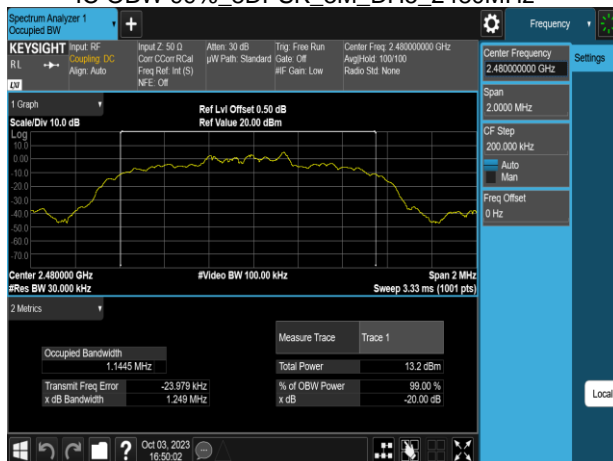 Spectrum Analyzer 1
Occupied BW
Frequency
KEYSIGHT
Input: RF
Coupling: DC
Align: Auto
Input Z: 50 Ω
Corr CCorr RCal
Freq Ref: Int (S)
NFE: Off
Atten: 30 dB
µW Path: Standard
Trig: Free Run
Gate: Off
#IF Gain: Low
Center Freq: 2.480000000 GHz
Avg|Hold: 100/100
Radio Std: None
RL
LXI
Center Frequency
2.480000000 GHz
Settings
Span
2.0000 MHz
CF Step
200.000 kHz
Auto
Man
Freq Offset
0 Hz
1 Graph
Scale/Div 10.0 dB
Ref Lvl Offset 0.50 dB
Ref Value 20.00 dBm
Log
10.0
0.00
-10.0
-20.0
-30.0
-40.0
-50.0
-60.0
-70.0
Center 2.480000 GHz
#Video BW 100.00 kHz
Span 2 MHz
#Res BW 30.000 kHz
Sweep 3.33 ms (1001 pts)
2 Metrics
Measure Trace
Trace 1
Occupied Bandwidth
1.1445 MHz
Total Power
13.2 dBm
Transmit Freq Error
-23.979 kHz
% of OBW Power
99.00 %
x dB Bandwidth
1.249 MHz
x dB
-20.00 dB
Local
Oct 03, 2023
16:50:02